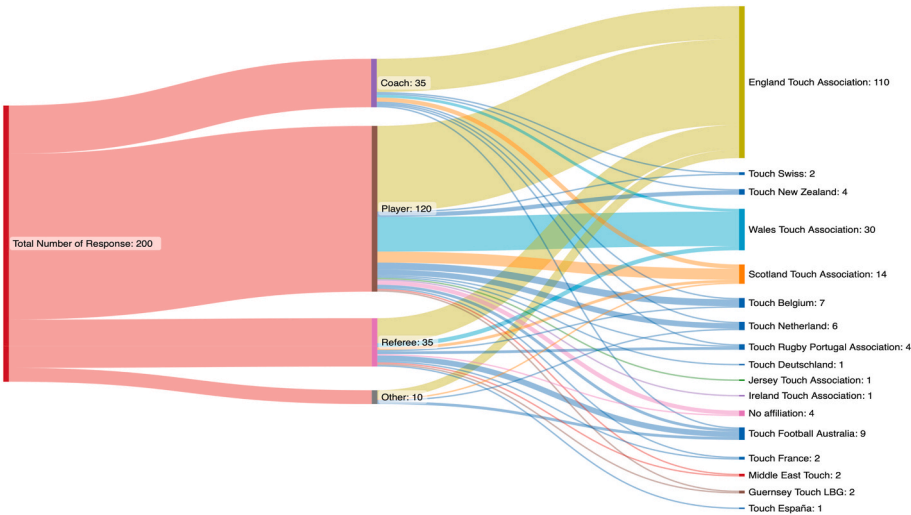 Total Number of Response: 200
Coach: 35
Player: 120
Referee: 35
Other: 10
England Touch Association: 110
Touch Swiss: 2
Touch New Zealand: 4
Wales Touch Association: 30
Scotland Touch Association: 14
Touch Belgium: 7
Touch Netherland: 6
Touch Rugby Portugal Association: 4
Touch Deutschland: 1
Jersey Touch Association: 1
Ireland Touch Association: 1
No affiliation: 4
Touch Football Australia: 9
Touch France: 2
Middle East Touch: 2
Guernsey Touch LBG: 2
Touch España: 1